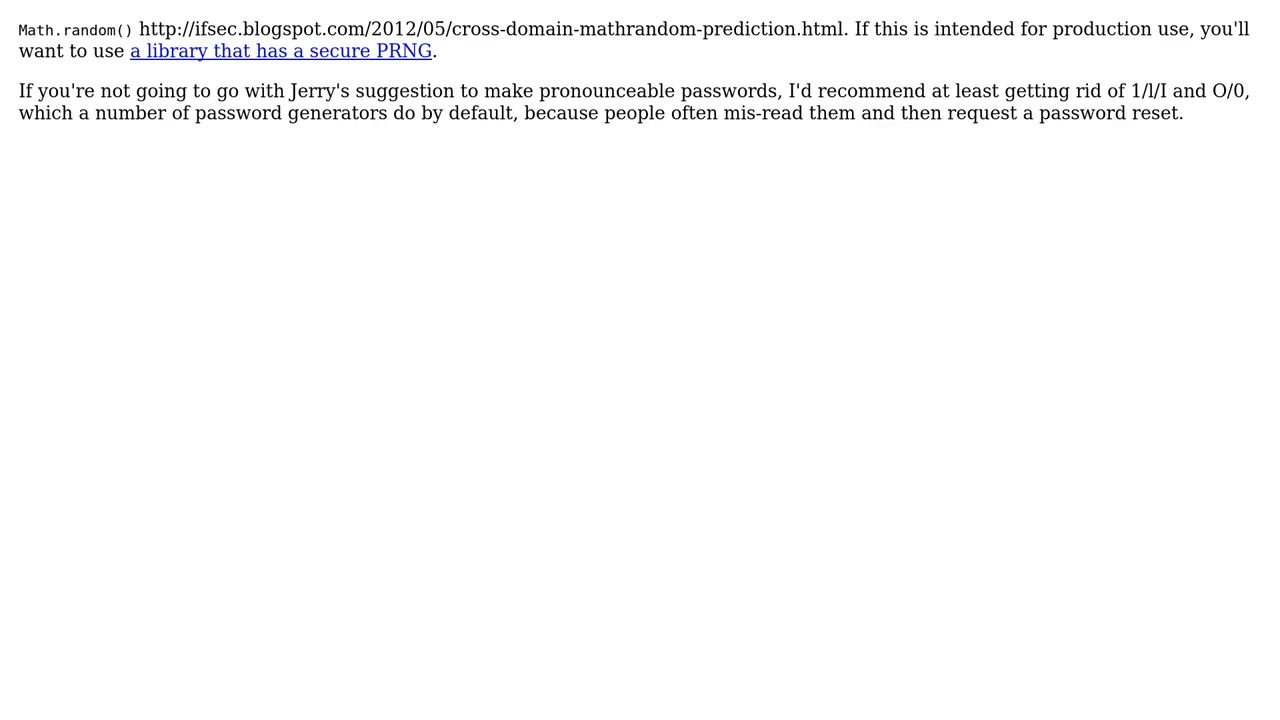 Math.random() http://ifsec.blogspot.com/2012/05/cross-domain-mathrandom-prediction.html. If this is intended for production use, you'll
want to use a library that has a secure PRNG.
If you're not going to go with Jerry's suggestion to make pronounceable passwords, I'd recommend at least getting rid of 1/l/I and O/0,
which a number of password generators do by default, because people often mis-read them and then request a password reset.